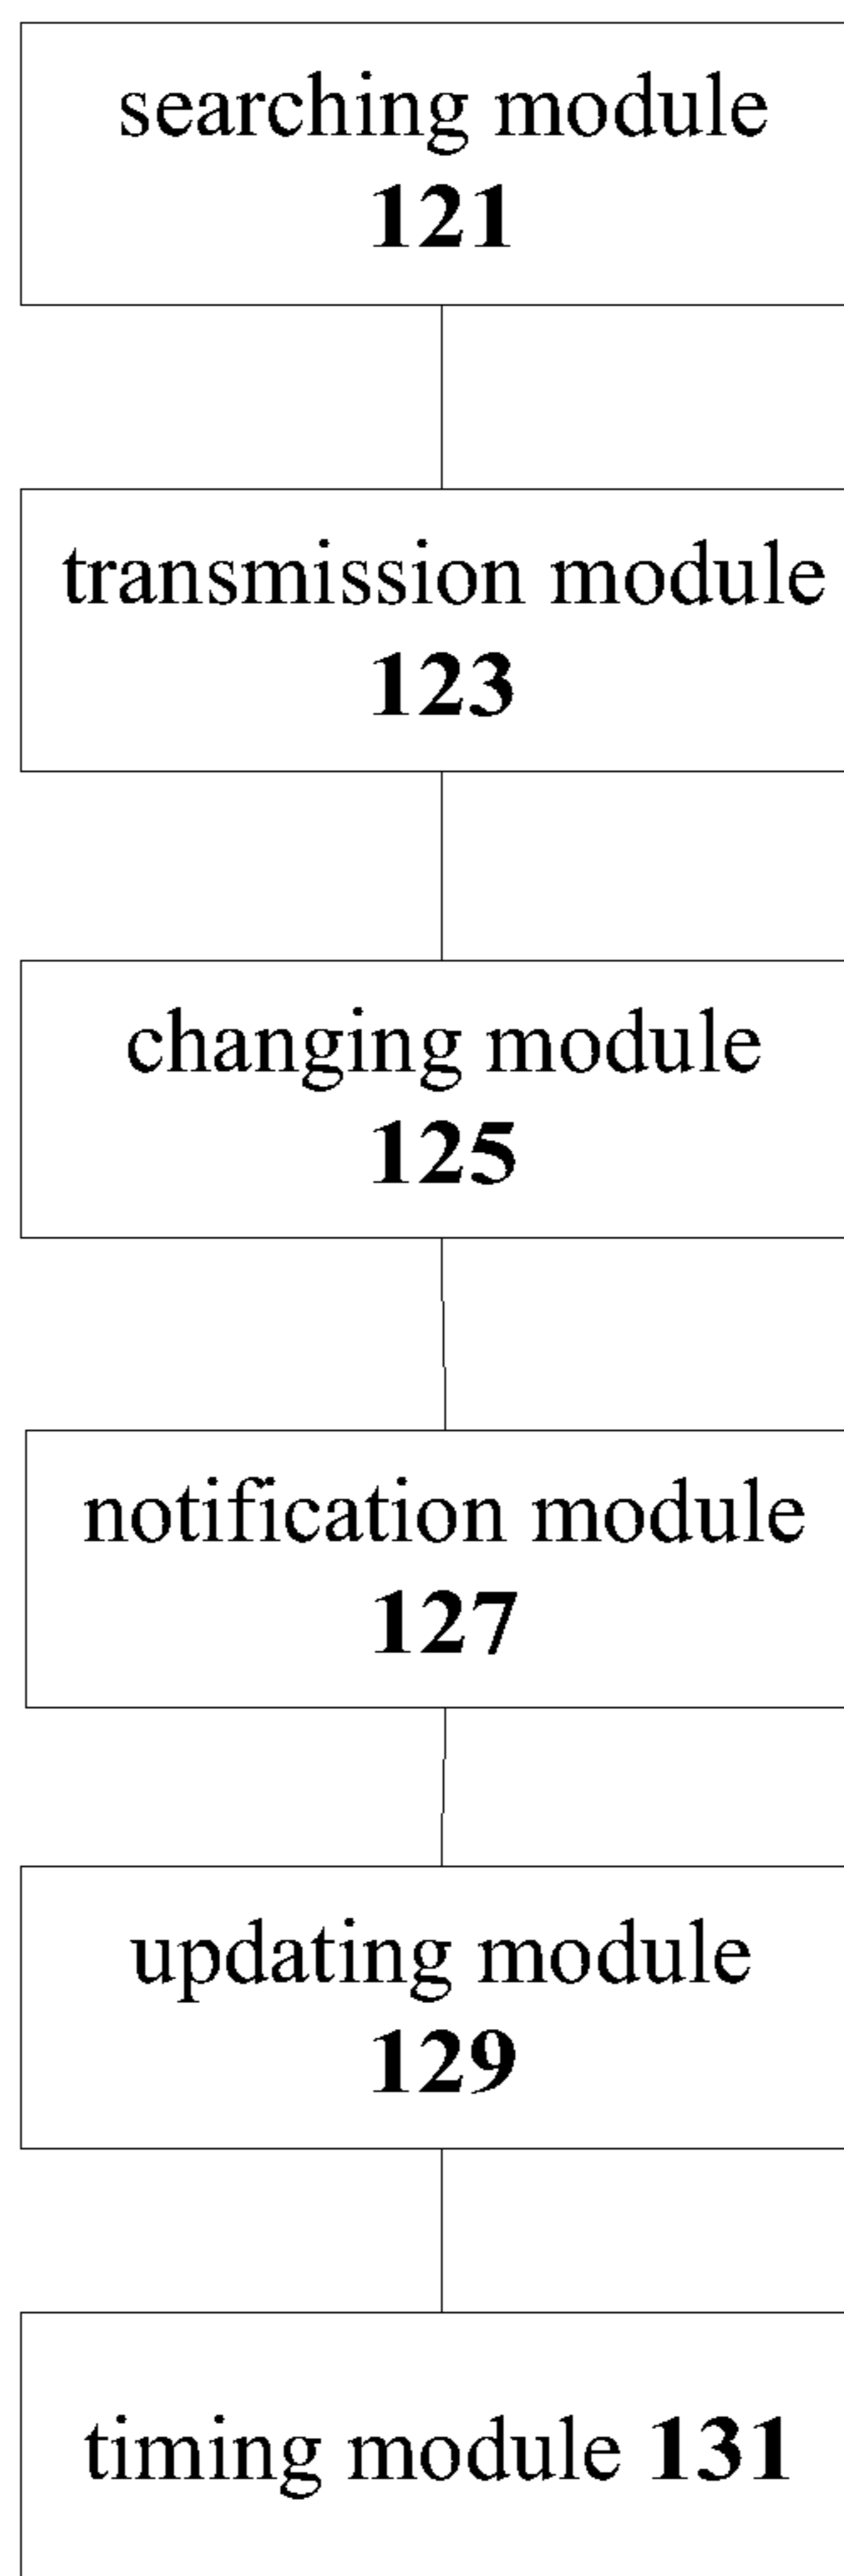 searching module
121
transmission module
123
changing module
125
notification module
127
updating module
129
timing module 131